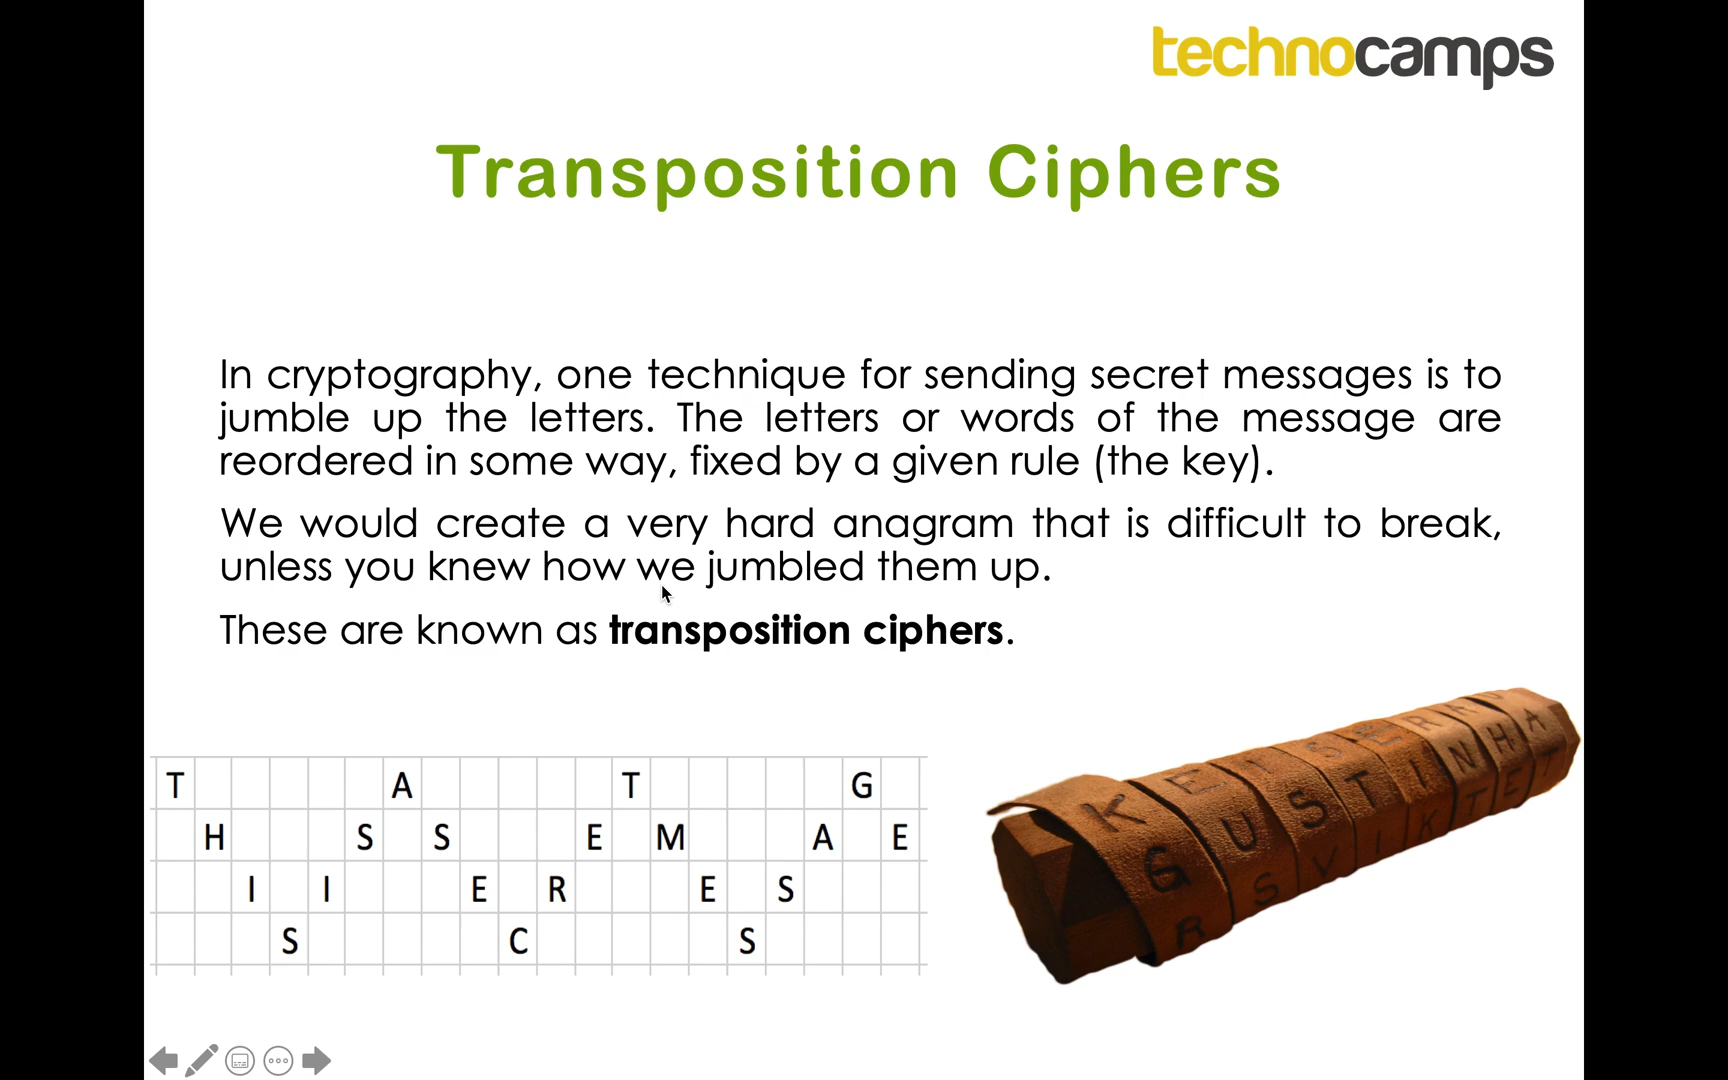 technocamps
Transposition Ciphers
In cryptography, one technique for sending secret messages is to
jumble up the letters. The letters or words of the message are
reordered in some way, fixed by a given rule (the key).
We would create a very hard anagram that is difficult to break,
unless you knew how we jumbled them up.
These are known as transposition ciphers.
T A T G
H S S E M A E
I I E R E S
S C S
K E I S E R
G U S T I N H A
R S V I K T E T